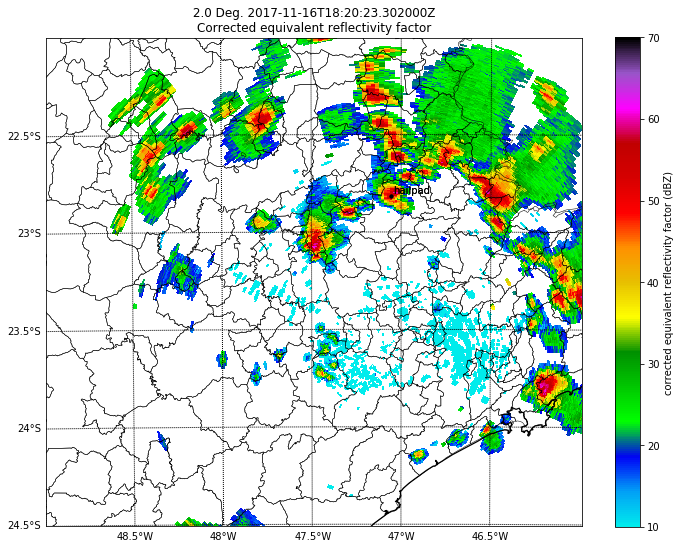 2.0 Deg. 2017-11-16T18:20:23.302000Z
Corrected equivalent reflectivity factor
70
60
50
40
30
20
10
corrected equivalent reflectivity factor (dBZ)
22.5°S
23°S
23.5°S
24°S
24.5°S
hailpad
48.5°W
48°W
47.5°W
47°W
46.5°W